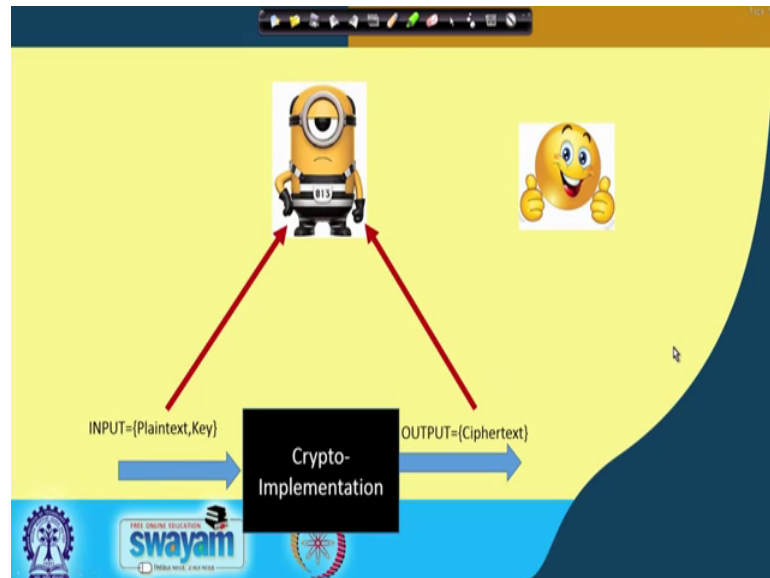 013
INPUT={Plaintext,Key}
OUTPUT={Ciphertext}
Crypto-
Implementation
FREE ONLINE EDUCATION
swayam